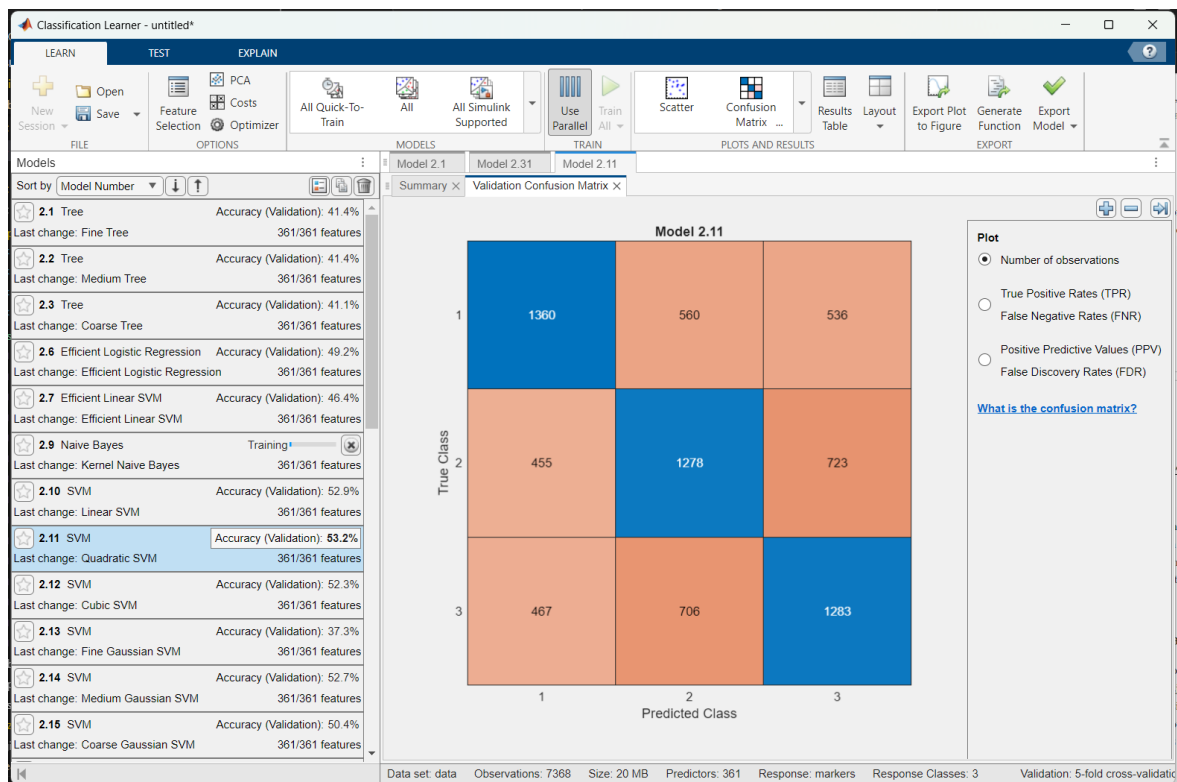 Classification Learner - untitled*
LEARN TEST EXPLAIN
New Session
Open
Save
FILE
Feature Selection
PCA
Costs
Optimizer
OPTIONS
All Quick-To-Train
All
All Simulink Supported
MODELS
Use Parallel
Train All
TRAIN
Scatter
Confusion Matrix ...
Results Table
Layout
PLOTS AND RESULTS
Export Plot to Figure
Generate Function
Export Model
EXPORT
Models
Sort by Model Number
2.1 Tree Accuracy (Validation): 41.4%
Last change: Fine Tree 361/361 features
2.2 Tree Accuracy (Validation): 41.4%
Last change: Medium Tree 361/361 features
2.3 Tree Accuracy (Validation): 41.1%
Last change: Coarse Tree 361/361 features
2.6 Efficient Logistic Regression Accuracy (Validation): 49.2%
Last change: Efficient Logistic Regression 361/361 features
2.7 Efficient Linear SVM Accuracy (Validation): 46.4%
Last change: Efficient Linear SVM 361/361 features
2.9 Naive Bayes Training
Last change: Kernel Naive Bayes 361/361 features
2.10 SVM Accuracy (Validation): 52.9%
Last change: Linear SVM 361/361 features
2.11 SVM Accuracy (Validation): 53.2%
Last change: Quadratic SVM 361/361 features
2.12 SVM Accuracy (Validation): 52.3%
Last change: Cubic SVM 361/361 features
2.13 SVM Accuracy (Validation): 37.3%
Last change: Fine Gaussian SVM 361/361 features
2.14 SVM Accuracy (Validation): 52.7%
Last change: Medium Gaussian SVM 361/361 features
2.15 SVM Accuracy (Validation): 50.4%
Last change: Coarse Gaussian SVM 361/361 features
Model 2.1 Model 2.31 Model 2.11
Summary Validation Confusion Matrix
Model 2.11
True Class
1 1360 560 536
2 455 1278 723
3 467 706 1283
1 2 3
Predicted Class
Plot
Number of observations
True Positive Rates (TPR)
False Negative Rates (FNR)
Positive Predictive Values (PPV)
False Discovery Rates (FDR)
What is the confusion matrix?
Data set: data Observations: 7368 Size: 20 MB Predictors: 361 Response: markers Response Classes: 3 Validation: 5-fold cross-validatio